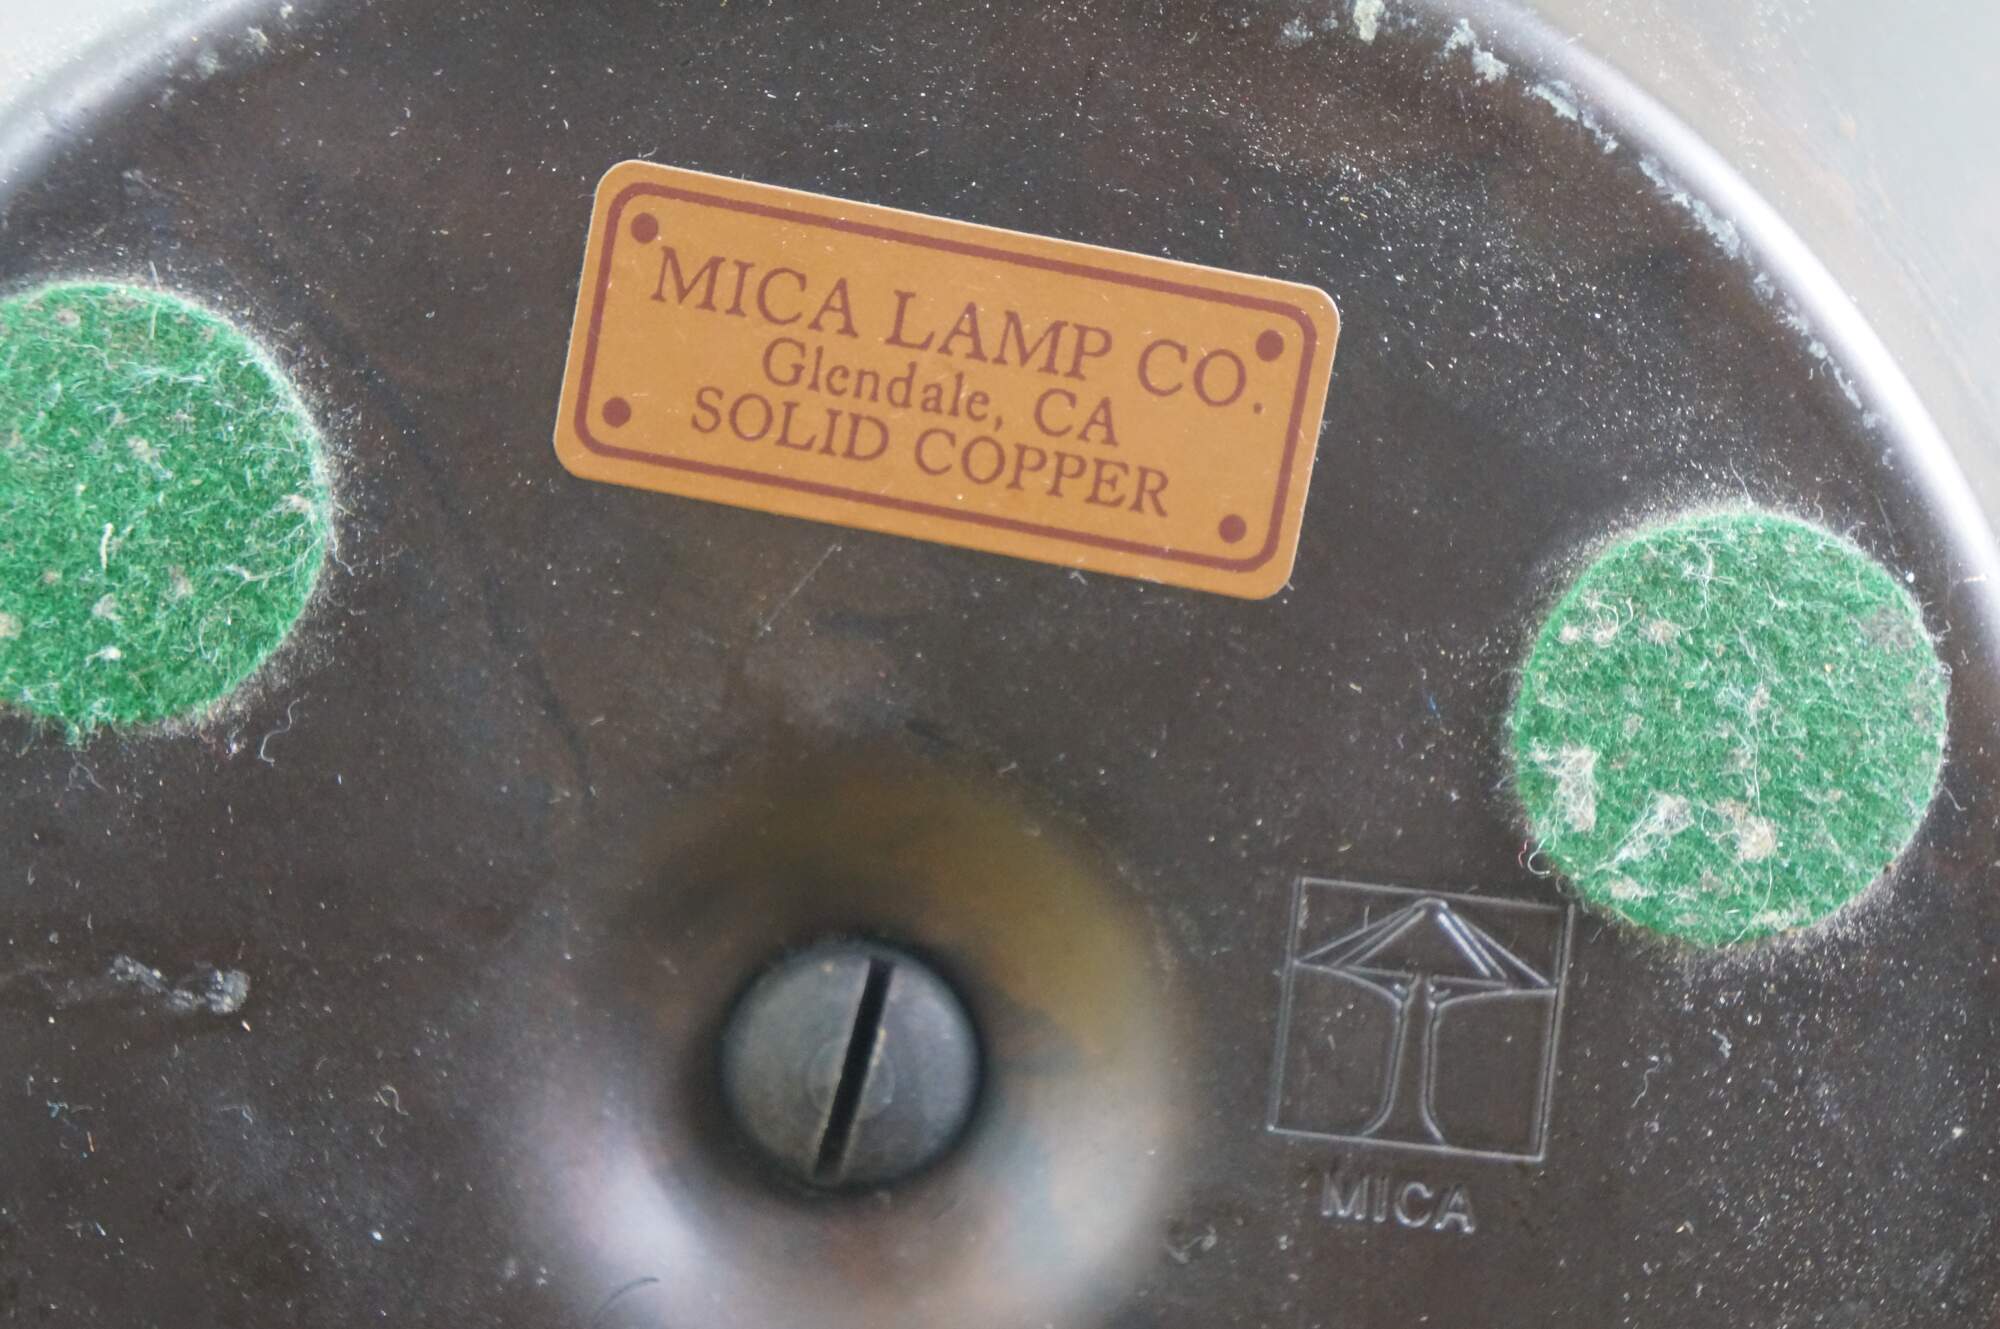 MICA LAMP CO.
Glendale, CA
SOLID COPPER
MICA